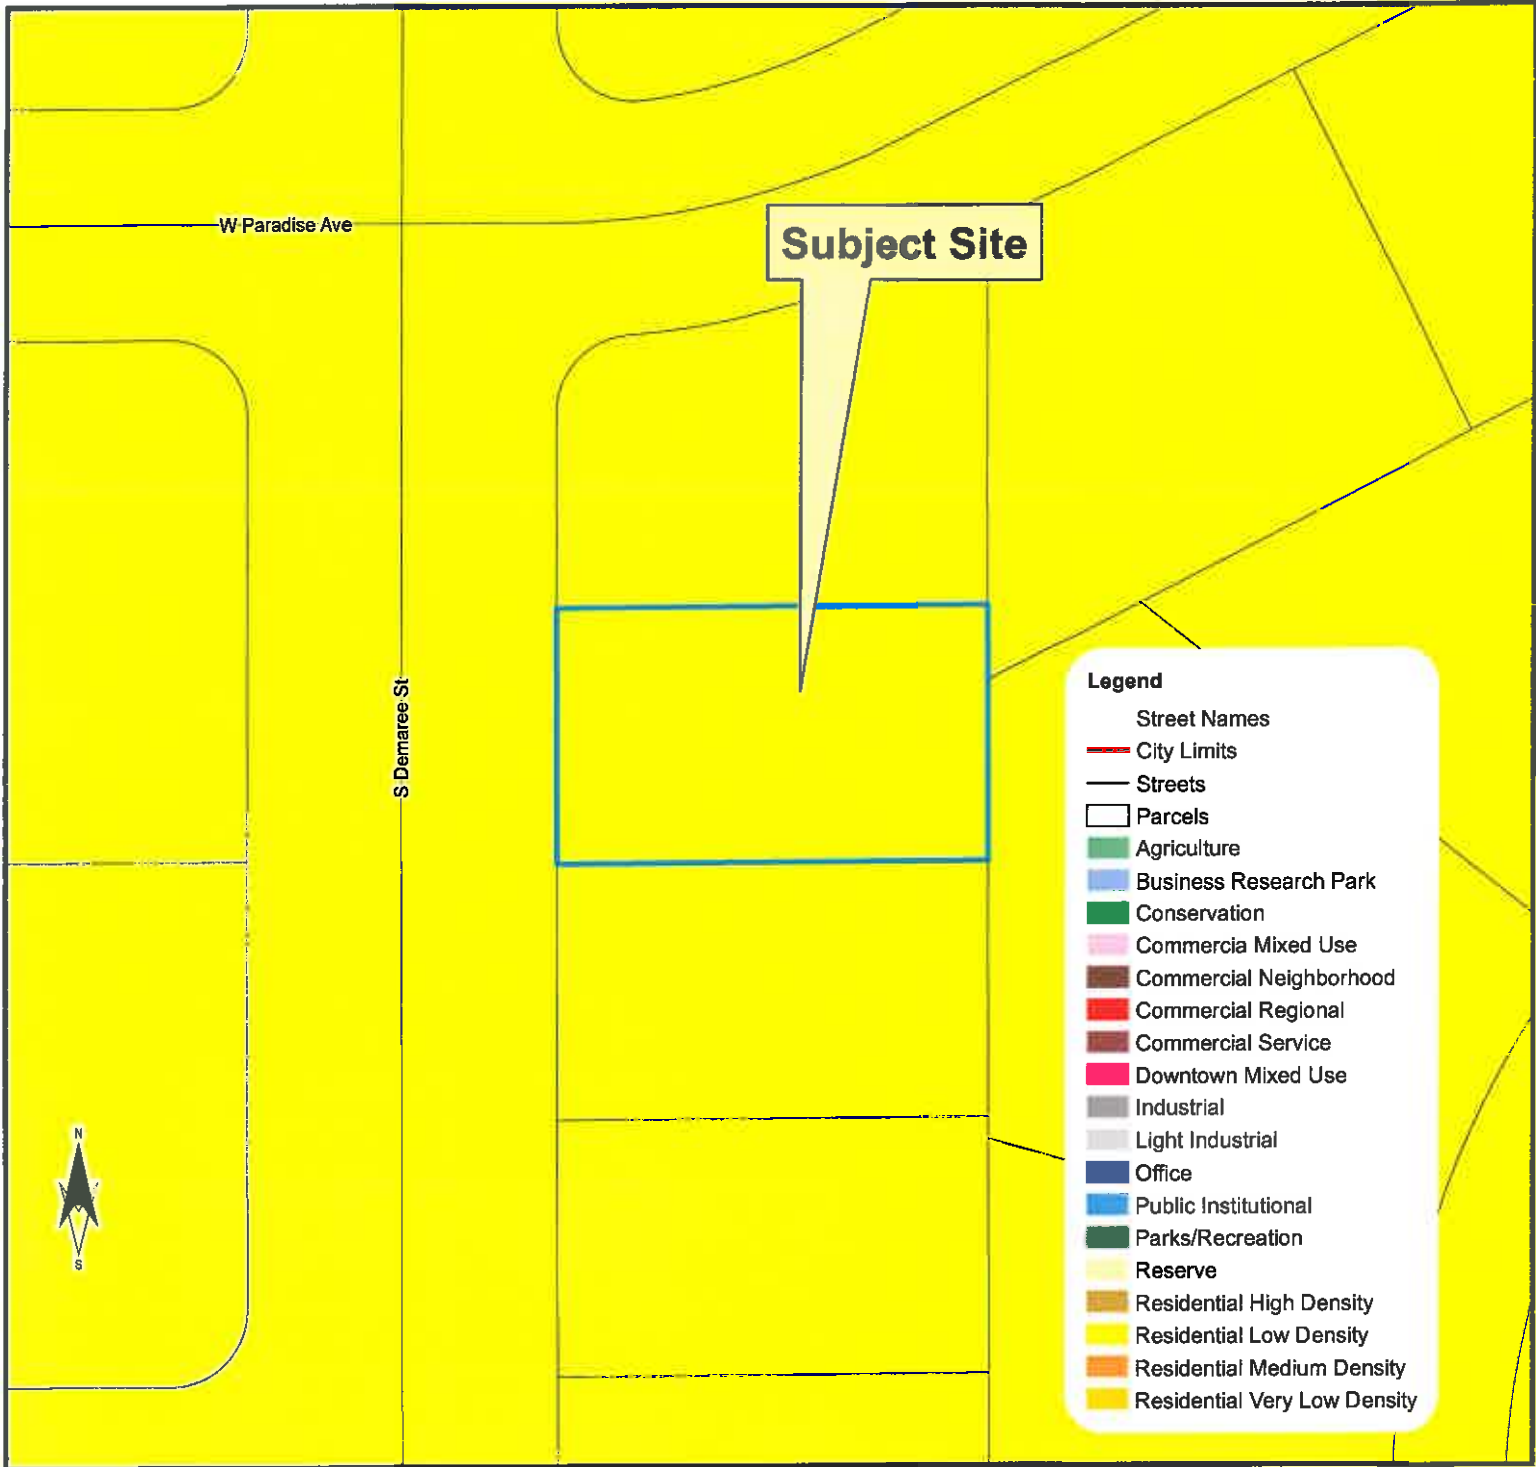 W Paradise Ave
Subject Site
S Demaree St
Legend
Street Names
City Limits
Streets
Parcels
Agriculture
Business Research Park
Conservation
Commercia Mixed Use
Commercial Neighborhood
Commercial Regional
Commercial Service
Downtown Mixed Use
Industrial
Light Industrial
Office
Public Institutional
Parks/Recreation
Reserve
Residential High Density
Residential Low Density
Residential Medium Density
Residential Very Low Density
N
S